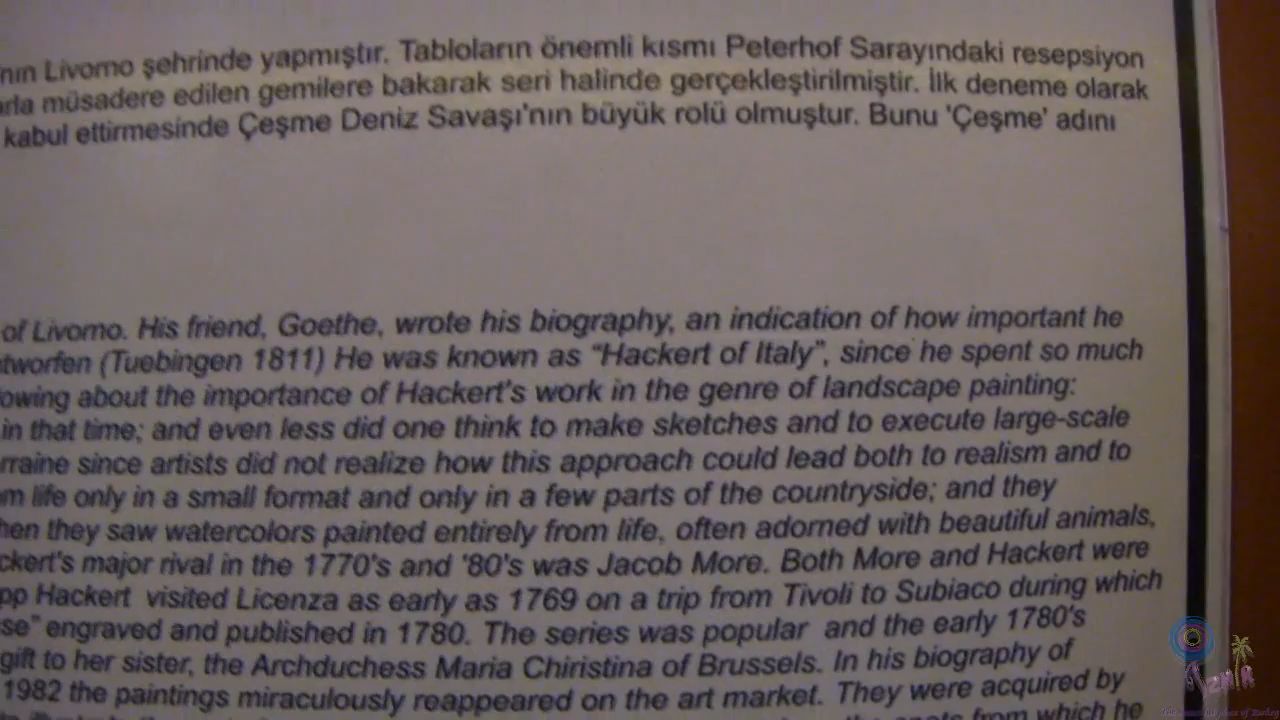 nın Livorno şehrinde yapmıştır. Tabloların önemli kısmı Peterhof Sarayındaki resepsiyon
arla müsadere edilen gemilere bakarak seri halinde gerçekleştirilmiştir. İlk deneme olarak
kabul ettirmesinde Çeşme Deniz Savaşı'nın büyük rolü olmuştur. Bunu 'Çeşme' adını
of Livorno. His friend, Goethe, wrote his biography, an indication of how important he
tworfen (Tuebingen 1811) He was known as “Hackert of Italy”, since he spent so much
owing about the importance of Hackert's work in the genre of landscape painting:
in that time; and even less did one think to make sketches and to execute large-scale
rraine since artists did not realize how this approach could lead both to realism and to
m life only in a small format and only in a few parts of the countryside; and they
hen they saw watercolors painted entirely from life, often adorned with beautiful animals,
ckert's major rival in the 1770's and '80's was Jacob More. Both More and Hackert were
pp Hackert visited Licenza as early as 1769 on a trip from Tivoli to Subiaco during which
se” engraved and published in 1780. The series was popular and the early 1780's
gift to her sister, the Archduchess Maria Chiristina of Brussels. In his biography of
1982 the paintings miraculously reappeared on the art market. They were acquired by
the spots from which he
IZMIR